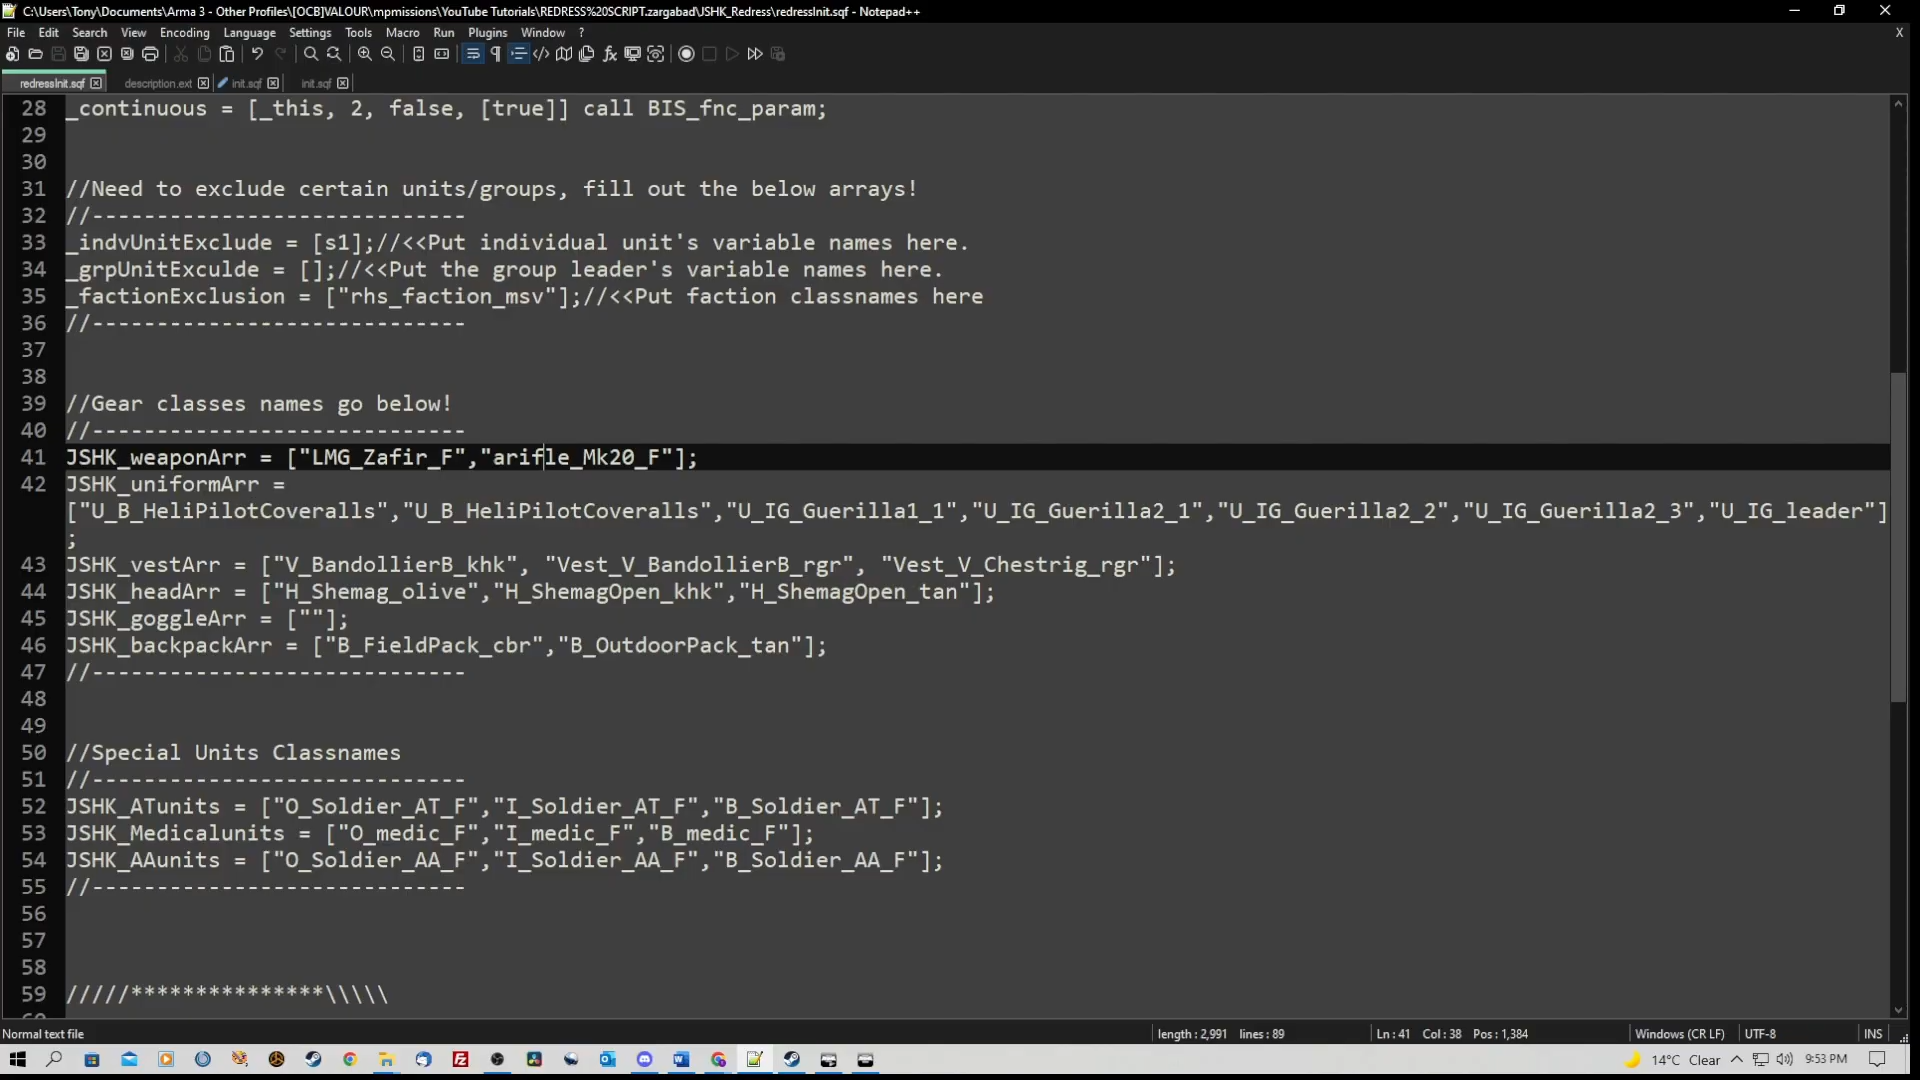 C:\Users\Tony\Documents\Arma 3 - Other Profiles\[OCB]VALOUR\mpmissions\YouTube Tutorials\REDRESS%20SCRIPT.zargabad\JSHK_Redress\redressInit.sqf - Notepad++
File Edit Search View Encoding Language Settings Tools Macro Run Plugins Window ? X
redressInit.sqf description.ext init.sqf init.sqf
28 _continuous = [_this, 2, false, [true]] call BIS_fnc_param;
29
30
31 //Need to exclude certain units/groups, fill out the below arrays!
32 //-----------------------------
33 _indvUnitExclude = [s1];//<<Put individual unit's variable names here.
34 _grpUnitExculde = [];//<<Put the group leader's variable names here.
35 _factionExclusion = ["rhs_faction_msv"];//<<Put faction classnames here
36 //-----------------------------
37
38
39 //Gear classes names go below!
40 //-----------------------------
41 JSHK_weaponArr = ["LMG_Zafir_F","arifle_Mk20_F"];
42 JSHK_uniformArr =
["U_B_HeliPilotCoveralls","U_B_HeliPilotCoveralls","U_IG_Guerilla1_1","U_IG_Guerilla2_1","U_IG_Guerilla2_2","U_IG_Guerilla2_3","U_IG_leader"]
;
43 JSHK_vestArr = ["V_BandollierB_khk", "Vest_V_BandollierB_rgr", "Vest_V_Chestrig_rgr"];
44 JSHK_headArr = ["H_Shemag_olive","H_ShemagOpen_khk","H_ShemagOpen_tan"];
45 JSHK_goggleArr = [""];
46 JSHK_backpackArr = ["B_FieldPack_cbr","B_OutdoorPack_tan"];
47 //-----------------------------
48
49
50 //Special Units Classnames
51 //-----------------------------
52 JSHK_ATunits = ["O_Soldier_AT_F","I_Soldier_AT_F","B_Soldier_AT_F"];
53 JSHK_Medicalunits = ["O_medic_F","I_medic_F","B_medic_F"];
54 JSHK_AAunits = ["O_Soldier_AA_F","I_Soldier_AA_F","B_Soldier_AA_F"];
55 //-----------------------------
56
57
58
59 /////***************\\\\\
Normal text file length : 2,991 lines : 89 Ln : 41 Col : 38 Pos : 1,384 Windows (CR LF) UTF-8 INS
14°C Clear 9:53 PM